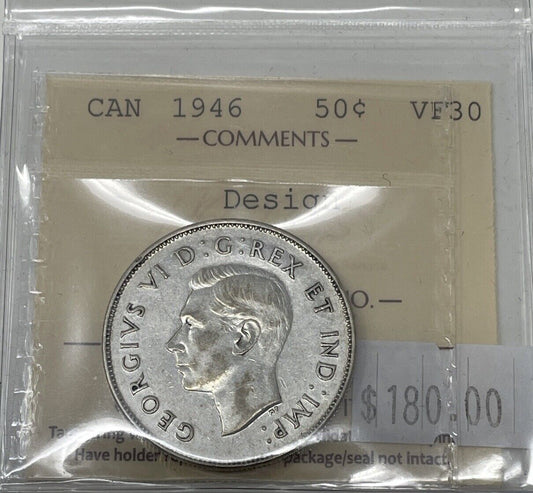 CAN 1946 50¢ VF30
—COMMENTS—
Design
GEORGIVS VI D:G:REX ET IND:IMP:
O.—
$180.00
Have holder package/seal not intact